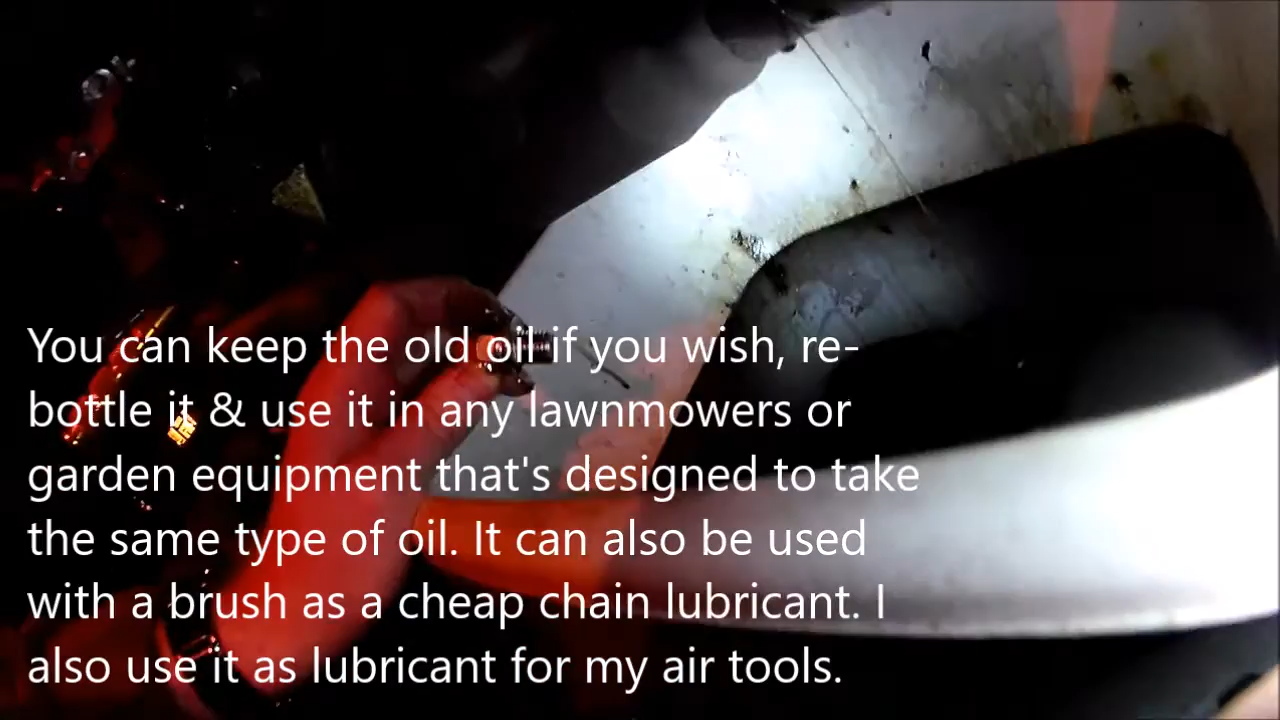 You can keep the old oil if you wish, re-
bottle it & use it in any lawnmowers or
garden equipment that's designed to take
the same type of oil. It can also be used
with a brush as a cheap chain lubricant. I
also use it as lubricant for my air tools.